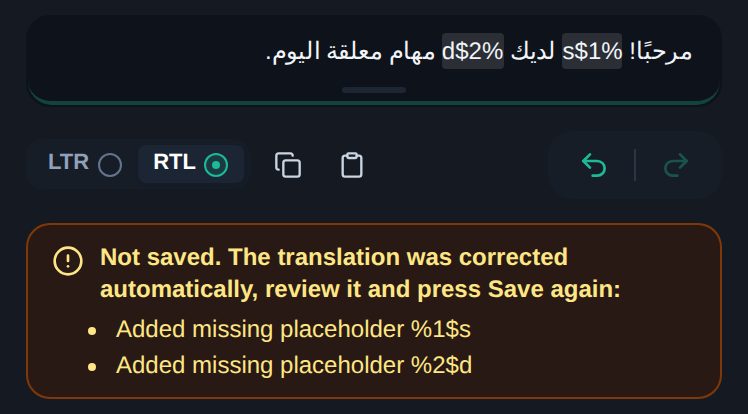 مرحبًا! %1$s لديك %2$d مهام معلقة اليوم.
LTR RTL
Not saved. The translation was corrected
automatically, review it and press Save again:
• Added missing placeholder %1$s
• Added missing placeholder %2$d